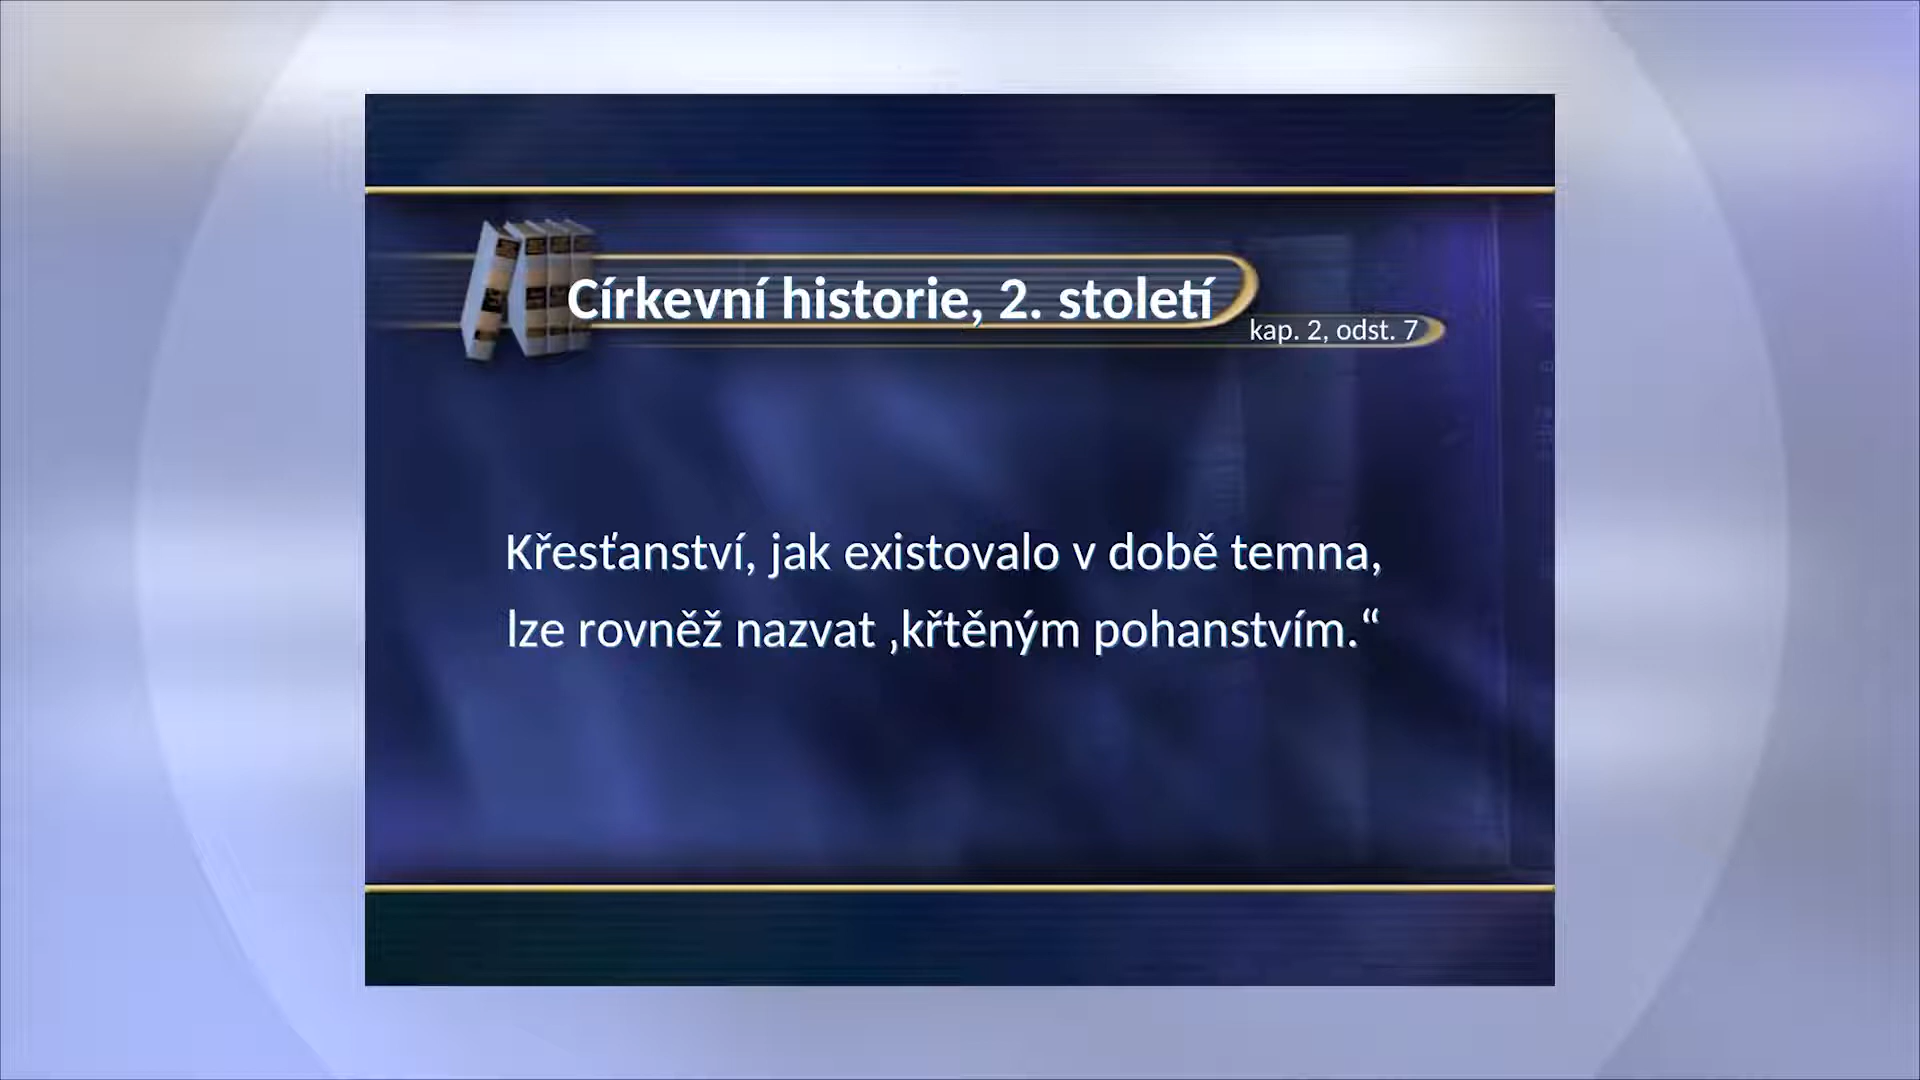 Církevní historie, 2. století
kap. 2, odst. 7
Křesťanství, jak existovalo v době temna,
lze rovněž nazvat ‚křtěným pohanstvím.“